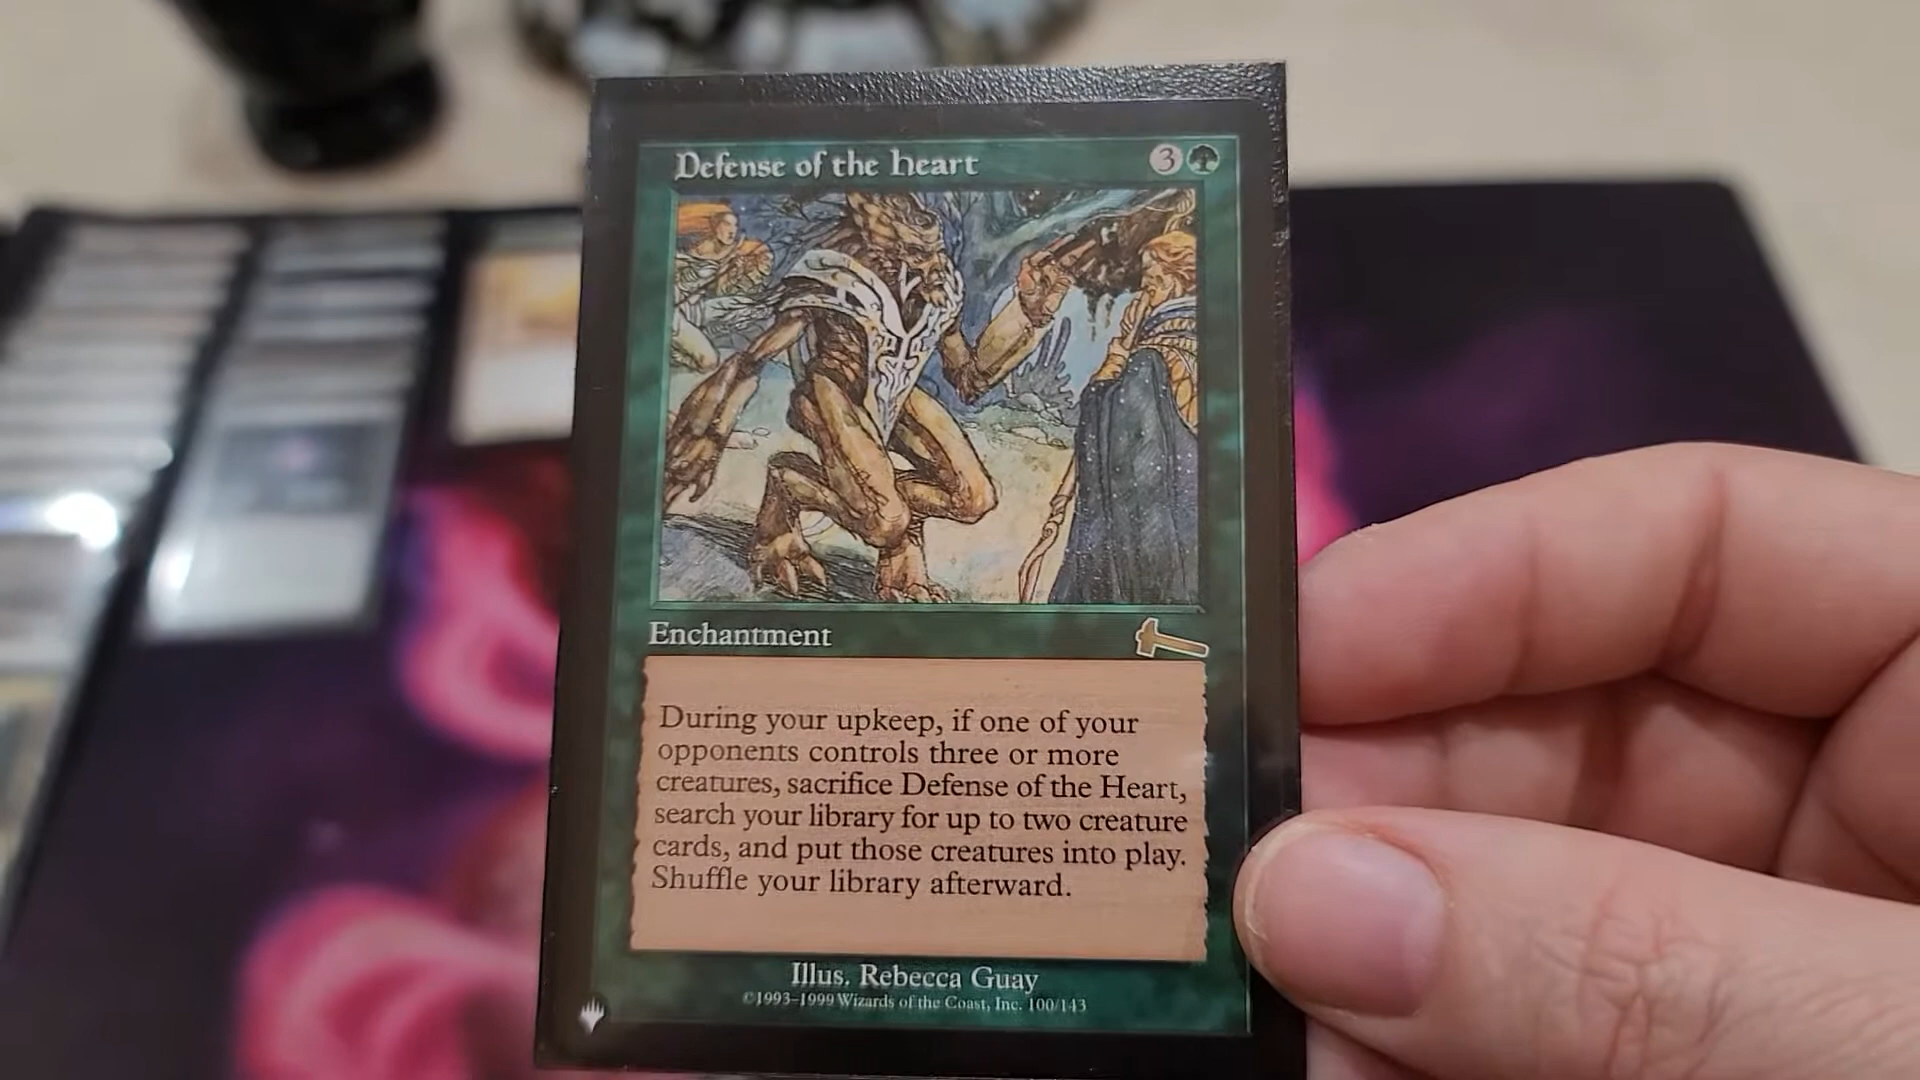 Defense of the Heart
3
Enchantment
During your upkeep, if one of your
opponents controls three or more
creatures, sacrifice Defense of the Heart,
search your library for up to two creature
cards, and put those creatures into play.
Shuffle your library afterward.
Illus. Rebecca Guay
©1993–1999 Wizards of the Coast, Inc. 100/143